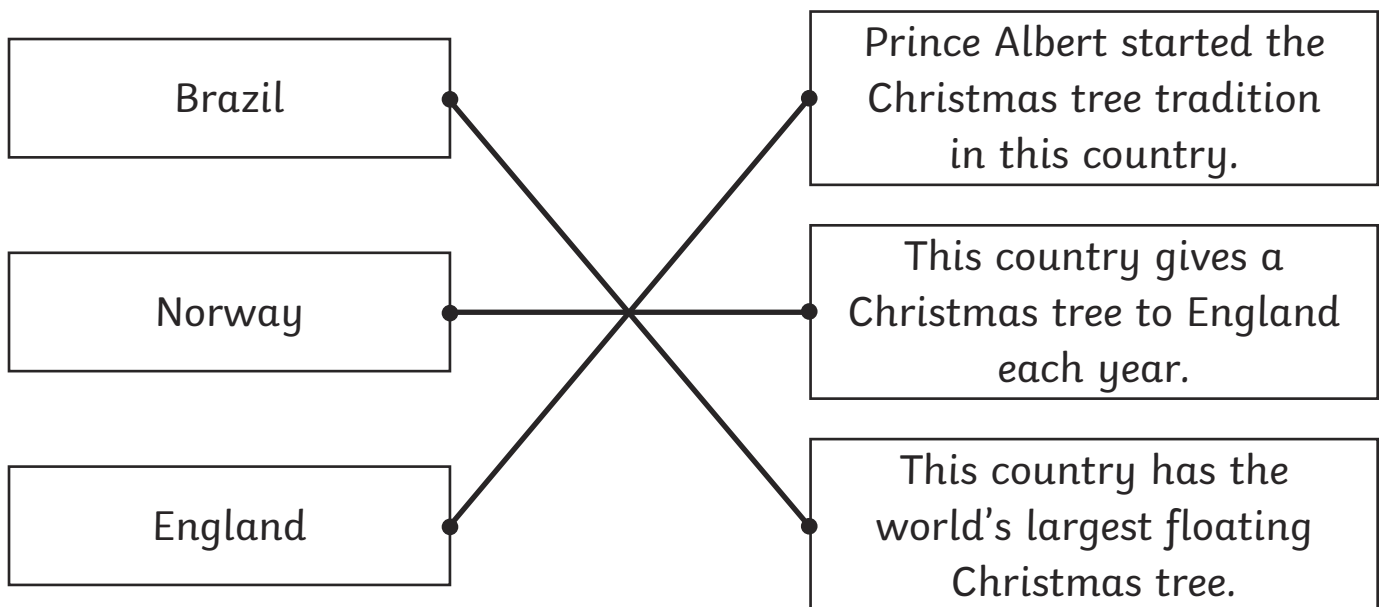 Brazil
Norway
England
Prince Albert started the
Christmas tree tradition
in this country.
This country gives a
Christmas tree to England
each year.
This country has the
world's largest floating
Christmas tree.